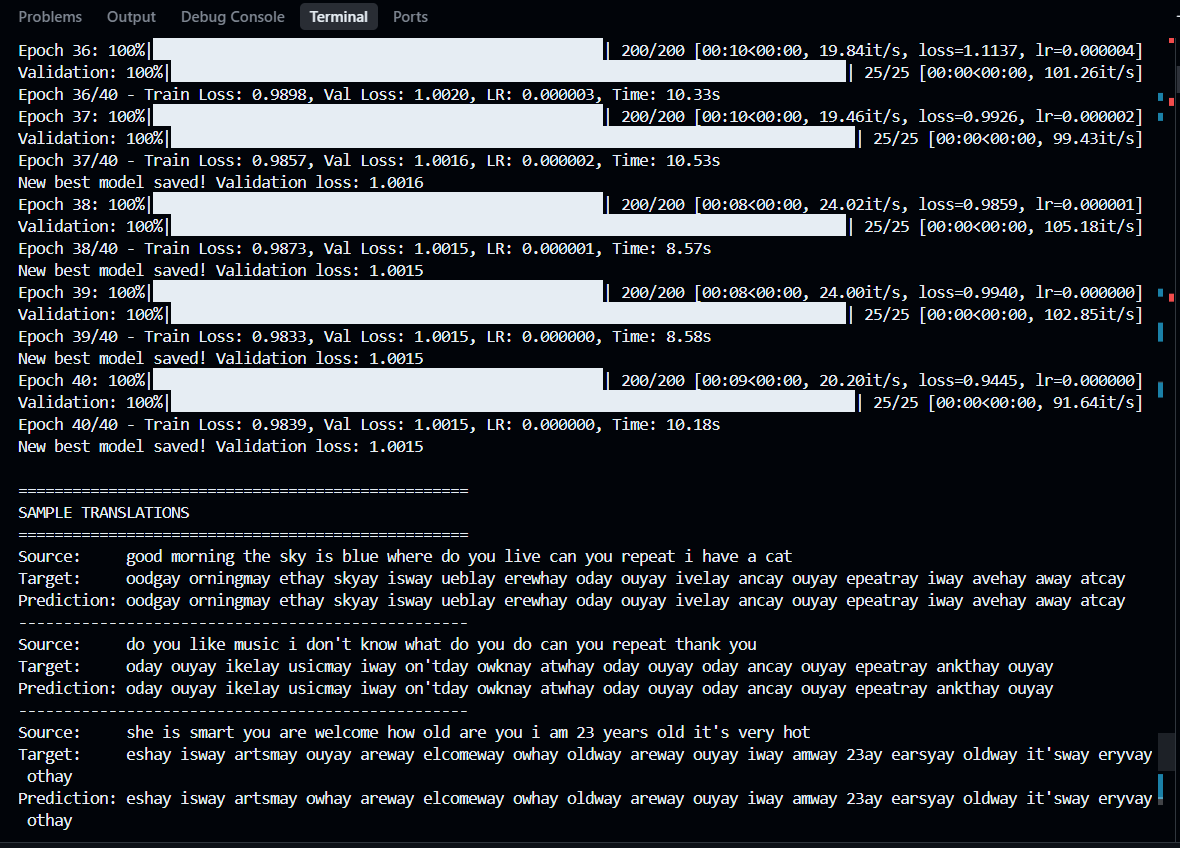 Problems Output Debug Console Terminal Ports
Epoch 36: 100%| | 200/200 [00:10<00:00, 19.84it/s, loss=1.1137, lr=0.000004]
Validation: 100%| | 25/25 [00:00<00:00, 101.26it/s]
Epoch 36/40 - Train Loss: 0.9898, Val Loss: 1.0020, LR: 0.000003, Time: 10.33s
Epoch 37: 100%| | 200/200 [00:10<00:00, 19.46it/s, loss=0.9926, lr=0.000002]
Validation: 100%| | 25/25 [00:00<00:00, 99.43it/s]
Epoch 37/40 - Train Loss: 0.9857, Val Loss: 1.0016, LR: 0.000002, Time: 10.53s
New best model saved! Validation loss: 1.0016
Epoch 38: 100%| | 200/200 [00:08<00:00, 24.02it/s, loss=0.9859, lr=0.000001]
Validation: 100%| | 25/25 [00:00<00:00, 105.18it/s]
Epoch 38/40 - Train Loss: 0.9873, Val Loss: 1.0015, LR: 0.000001, Time: 8.57s
New best model saved! Validation loss: 1.0015
Epoch 39: 100%| | 200/200 [00:08<00:00, 24.00it/s, loss=0.9940, lr=0.000000]
Validation: 100%| | 25/25 [00:00<00:00, 102.85it/s]
Epoch 39/40 - Train Loss: 0.9833, Val Loss: 1.0015, LR: 0.000000, Time: 8.58s
New best model saved! Validation loss: 1.0015
Epoch 40: 100%| | 200/200 [00:09<00:00, 20.20it/s, loss=0.9445, lr=0.000000]
Validation: 100%| | 25/25 [00:00<00:00, 91.64it/s]
Epoch 40/40 - Train Loss: 0.9839, Val Loss: 1.0015, LR: 0.000000, Time: 10.18s
New best model saved! Validation loss: 1.0015
==================================================
SAMPLE TRANSLATIONS
==================================================
Source: good morning the sky is blue where do you live can you repeat i have a cat
Target: oodgay orningmay ethay skyay isway ueblay erewhay oday ouyay ivelay ancay ouyay epeatray iway avehay away atcay
Prediction: oodgay orningmay ethay skyay isway ueblay erewhay oday ouyay ivelay ancay ouyay epeatray iway avehay away atcay
--------------------------------------------------
Source: do you like music i don't know what do you do can you repeat thank you
Target: oday ouyay ikelay usicmay iway on'tday owknay atwhay oday ouyay oday ancay ouyay epeatray ankthay ouyay
Prediction: oday ouyay ikelay usicmay iway on'tday owknay atwhay oday ouyay oday ancay ouyay epeatray ankthay ouyay
--------------------------------------------------
Source: she is smart you are welcome how old are you i am 23 years old it's very hot
Target: eshay isway artsmay ouyay areway elcomeway owhay oldway areway ouyay iway amway 23ay earsyay oldway it'sway eryvay
othay
Prediction: eshay isway artsmay owhay areway elcomeway owhay oldway areway ouyay iway amway 23ay earsyay oldway it'sway eryvay
othay